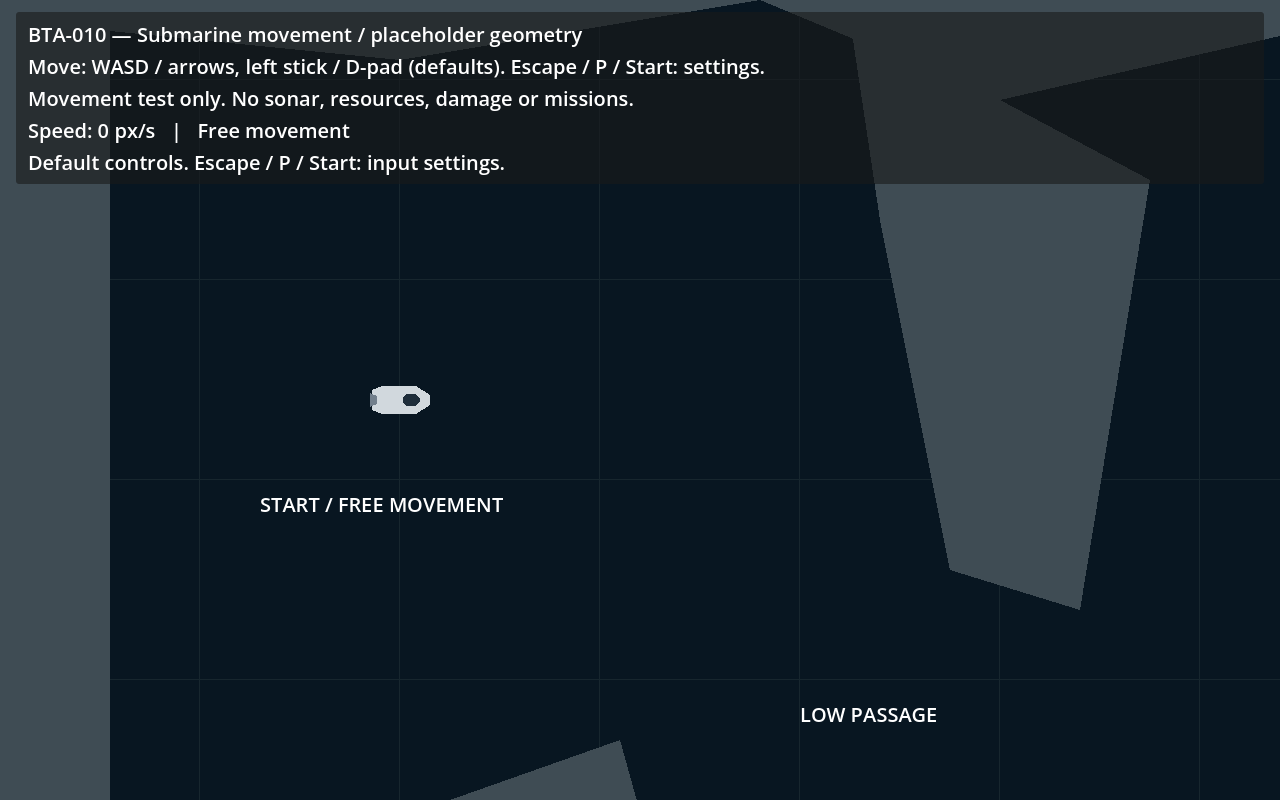 BTA-010 — Submarine movement / placeholder geometry
Move: WASD / arrows, left stick / D-pad (defaults). Escape / P / Start: settings.
Movement test only. No sonar, resources, damage or missions.
Speed: 0 px/s | Free movement
Default controls. Escape / P / Start: input settings.
START / FREE MOVEMENT
LOW PASSAGE